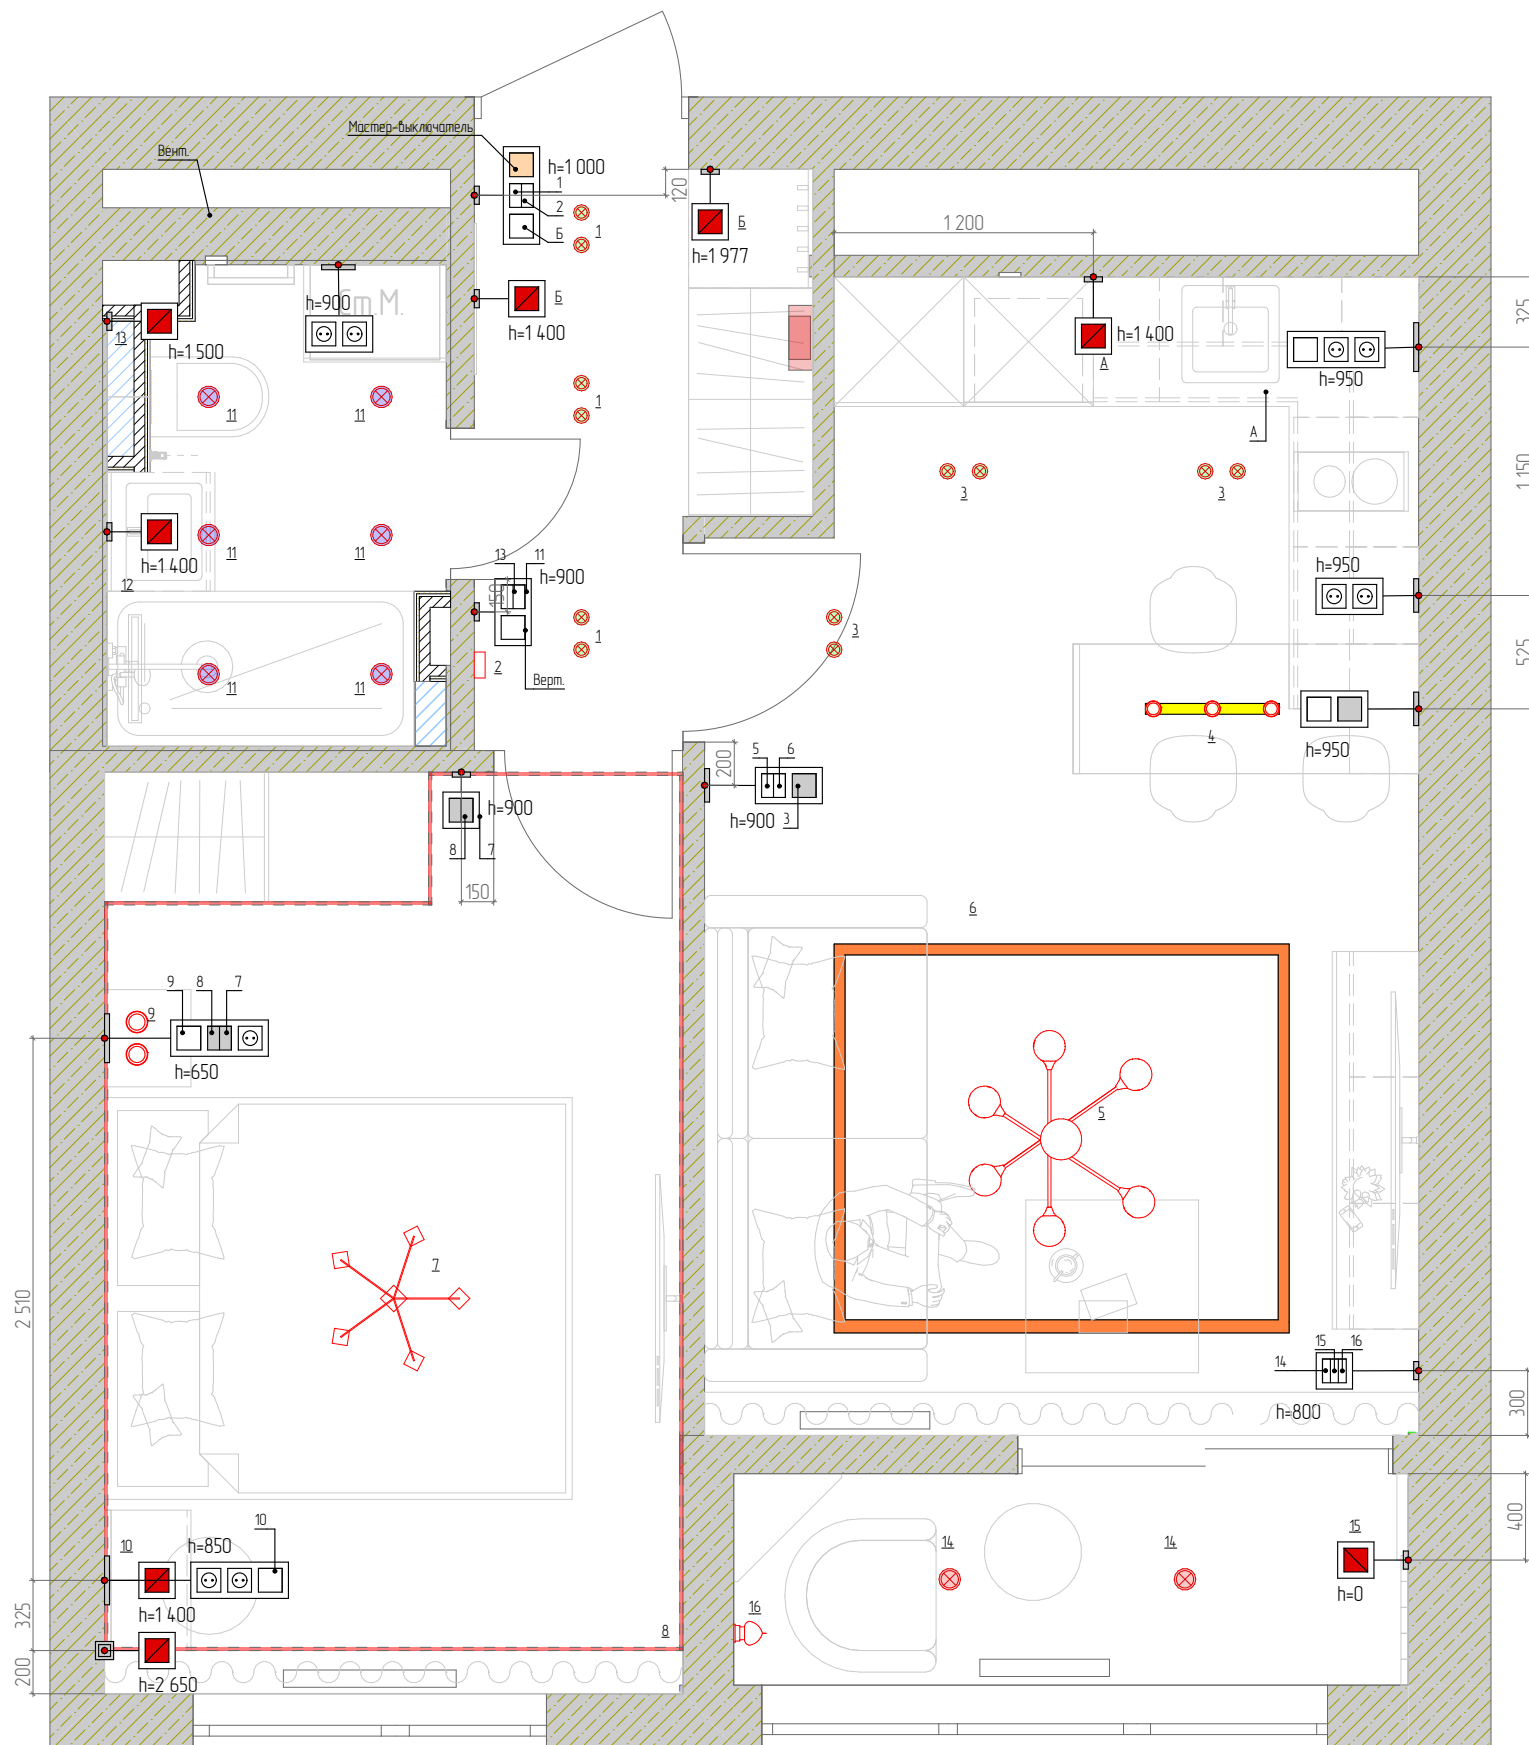 Мастер-выключатель
Вент.
h=1 000
1
2
Б
1
120
Б
h=1 977
1 200
325
h=900
Ст.М.
Б
h=1 400
13
h=1 500
h=1 400
А
h=950
11
11
1
А
1 150
3
3
11
11
h=1 400
12
13
11
h=900
150
h=950
1
3
525
2
Верт.
11
11
4
h=950
200
5
6
h=900
3
h=900
8
7
150
6
9
8
7
9
h=650
5
2 510
7
15
16
14
h=800
300
10
10
h=850
h=1 400
325
14
14
15
h=0
400
16
8
200
h=2 650